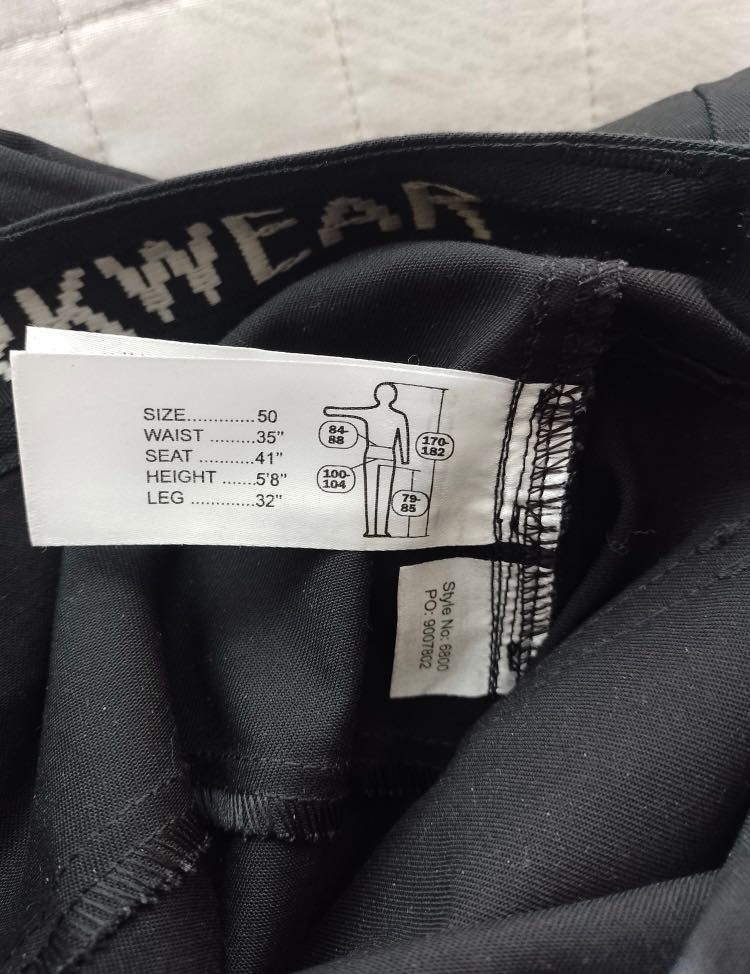 RKWEAR
SIZE.............50
WAIST .........35”
SEAT ...........41”
HEIGHT .......5'8”
LEG .............32”
84-
88
100-
104
170-
182
79-
85
Style No: 6800
PO: 9007802